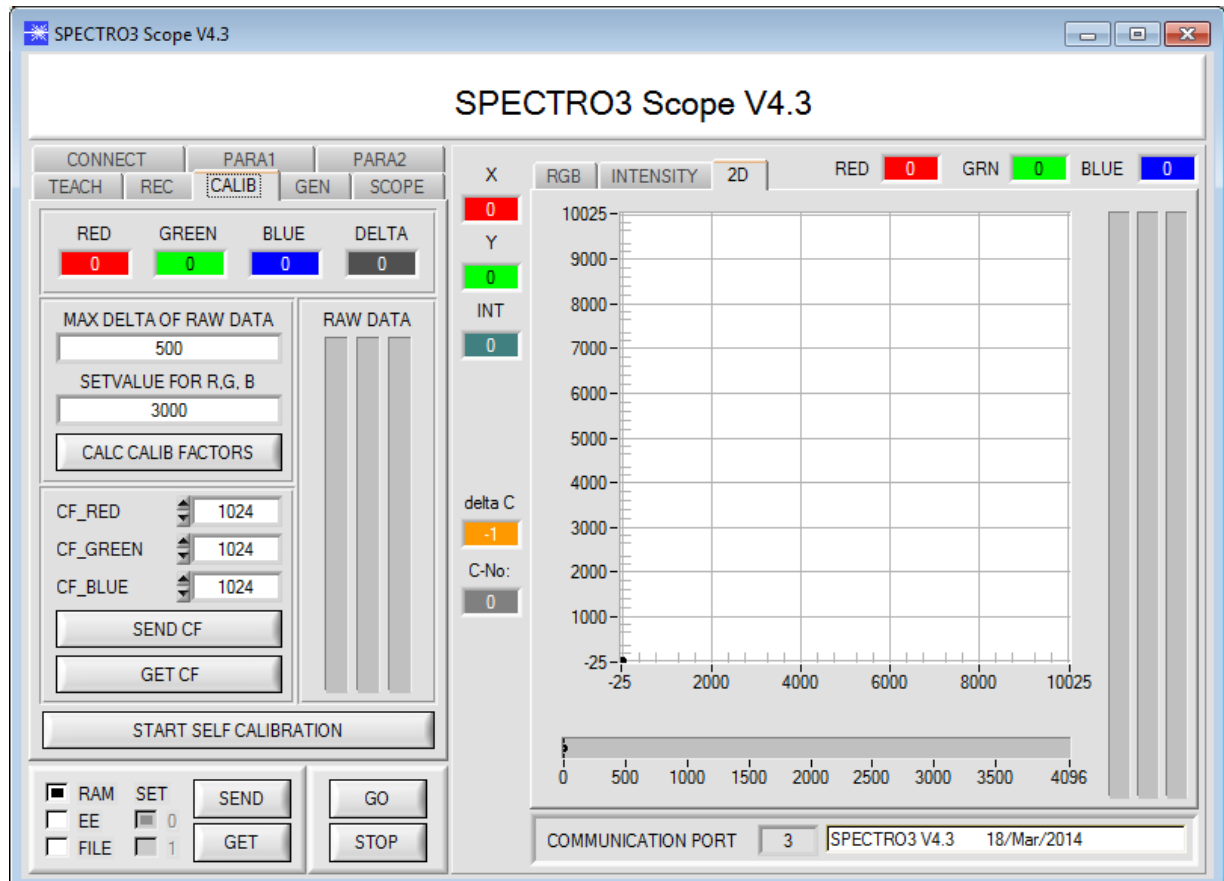 SPECTRO3 Scope V4.3
SPECTRO3 Scope V4.3
CONNECT PARA1 PARA2
TEACH REC CALIB GEN SCOPE
RED GREEN BLUE DELTA
0 0 0 0
MAX DELTA OF RAW DATA
500
SETVALUE FOR R,G, B
3000
CALC CALIB FACTORS
RAW DATA
CF_RED 1024
CF_GREEN 1024
CF_BLUE 1024
SEND CF
GET CF
START SELF CALIBRATION
RAM SET
EE 0
FILE 1
SEND
GET
GO
STOP
X
0
Y
0
INT
0
delta C
-1
C-No:
0
RGB INTENSITY 2D
RED 0 GRN 0 BLUE 0
10025
9000
8000
7000
6000
5000
4000
3000
2000
1000
-25
-25 2000 4000 6000 8000 10025
0 500 1000 1500 2000 2500 3000 3500 4096
COMMUNICATION PORT 3 SPECTRO3 V4.3 18/Mar/2014